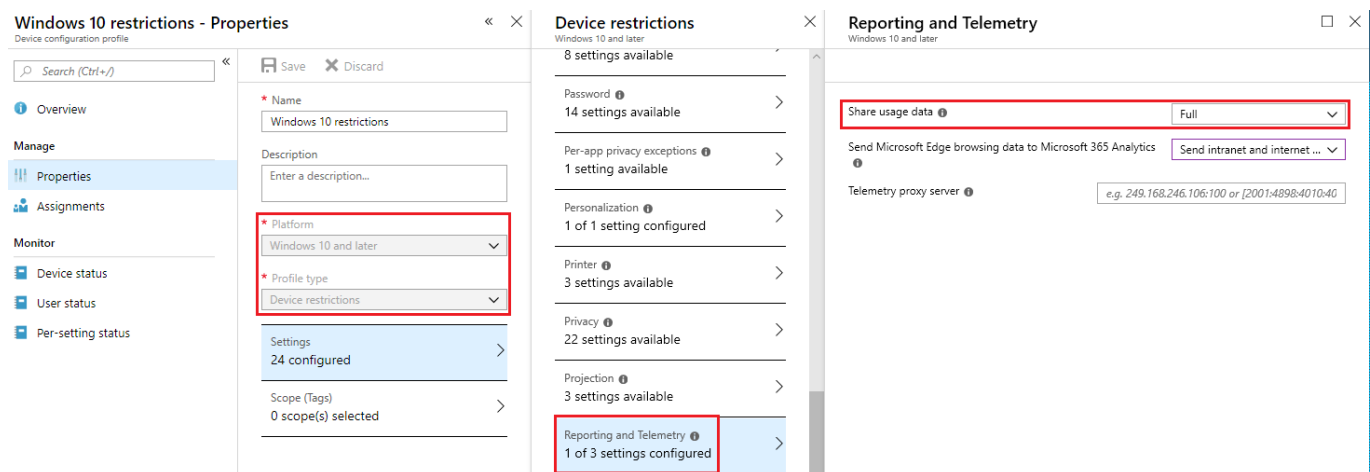 Windows 10 restrictions - Properties
Device configuration profile
Search (Ctrl+/)
Overview
Manage
Properties
Assignments
Monitor
Device status
User status
Per-setting status
Save Discard
* Name
Windows 10 restrictions
Description
Enter a description...
* Platform
Windows 10 and later
* Profile type
Device restrictions
Settings
24 configured
Scope (Tags)
0 scope(s) selected
Device restrictions
Windows 10 and later
8 settings available
Password
14 settings available
Per-app privacy exceptions
1 setting available
Personalization
1 of 1 setting configured
Printer
3 settings available
Privacy
22 settings available
Projection
3 settings available
Reporting and Telemetry
1 of 3 settings configured
Reporting and Telemetry
Windows 10 and later
Share usage data Full
Send Microsoft Edge browsing data to Microsoft 365 Analytics Send intranet and internet ...
Telemetry proxy server e.g. 249.168.246.106:100 or [2001:4898:4010:40